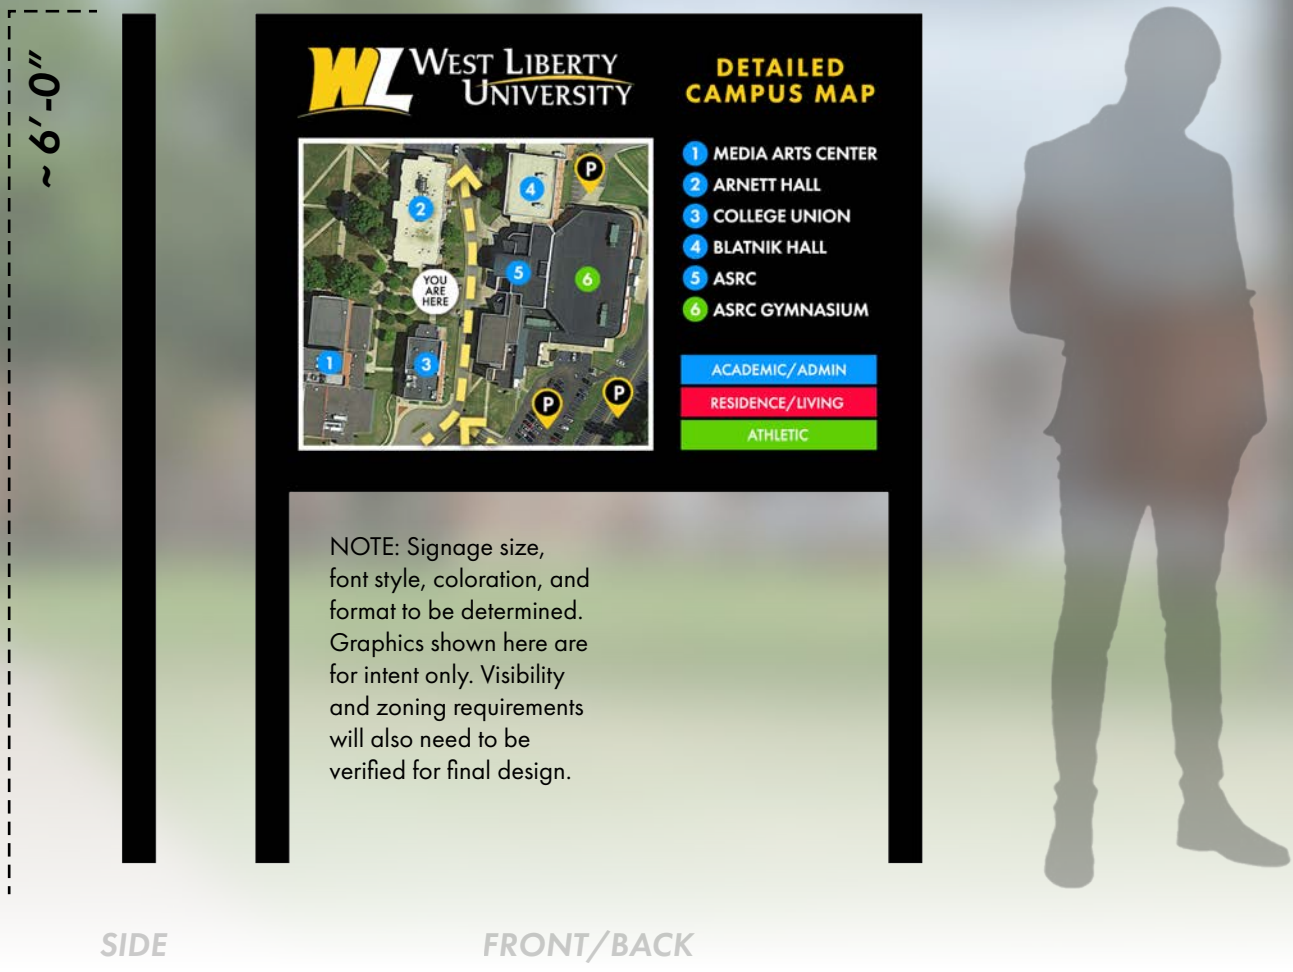 ~ 6'-0"
WL
WEST LIBERTY
UNIVERSITY
DETAILED
CAMPUS MAP
1 MEDIA ARTS CENTER
2 ARNETT HALL
3 COLLEGE UNION
4 BLATNIK HALL
5 ASRC
6 ASRC GYMNASIUM
ACADEMIC/ADMIN
RESIDENCE/LIVING
ATHLETIC
P
4
2
YOU
ARE
HERE
5
6
1
3
P
P
NOTE: Signage size,
font style, coloration, and
format to be determined.
Graphics shown here are
for intent only. Visibility
and zoning requirements
will also need to be
verified for final design.
SIDE
FRONT/BACK